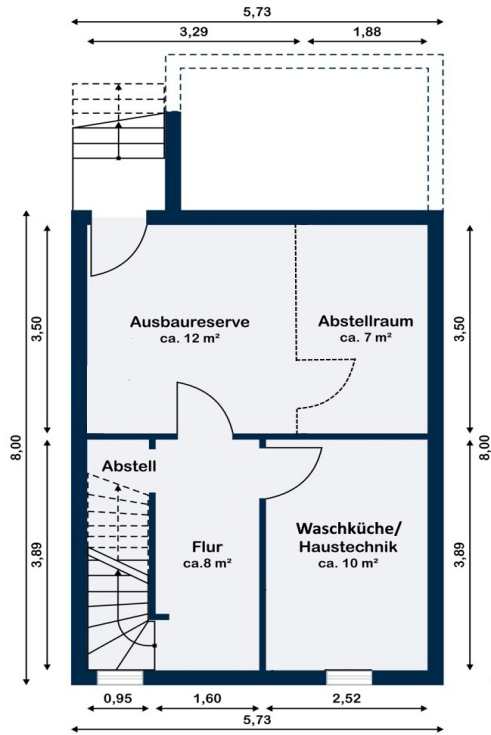 5,73
3,29
1,88
3,50
Ausbaureserve
ca. 12 m²
Abstellraum
ca. 7 m²
3,50
8,00
8,00
Abstell
3,89
Flur
ca.8 m²
Waschküche/
Haustechnik
ca. 10 m²
3,89
0,95
1,60
2,52
5,73